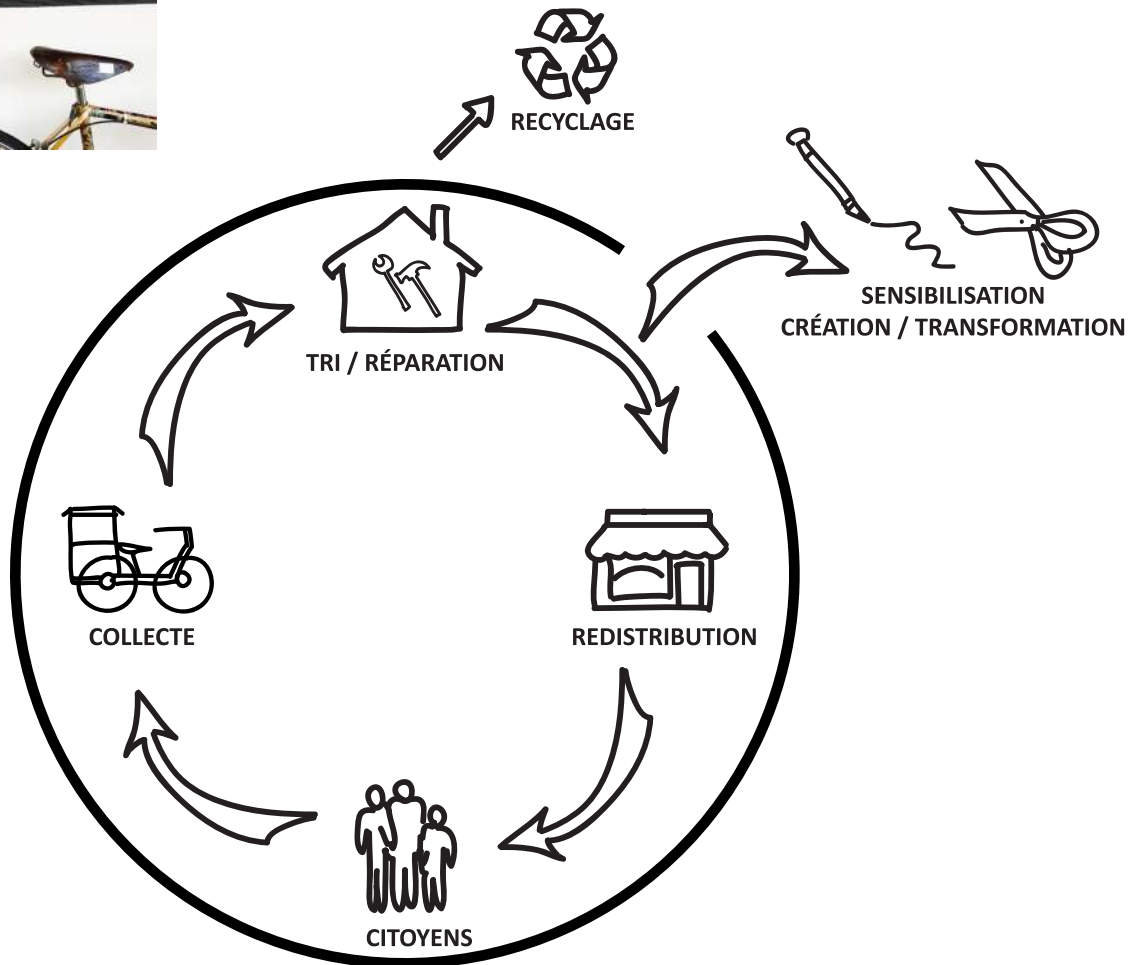 RECYCLAGE
SENSIBILISATION
CRÉATION / TRANSFORMATION
TRI / RÉPARATION
COLLECTE
REDISTRIBUTION
CITOYENS